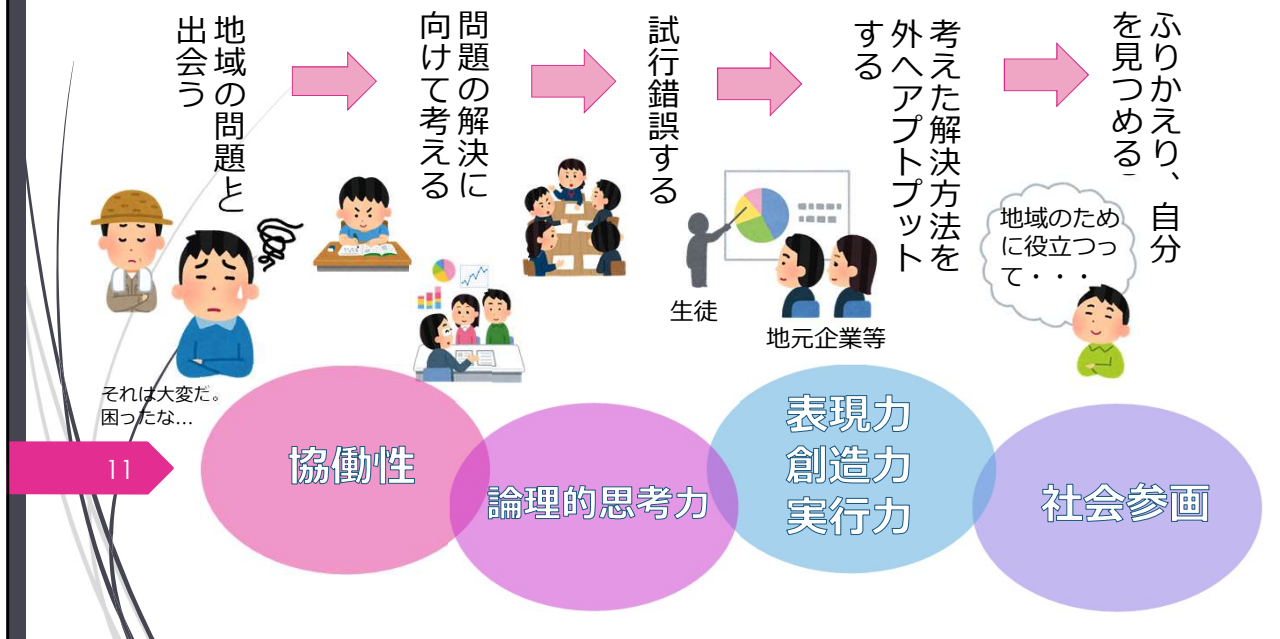 地域の問題と
出会う
問題の解決に
向けて考える
試行錯誤する
考えた解決方法を
外へアプトプット
する
ふりかえり、自分
を見つめる
それは大変だ。
困ったな…
生徒
地元企業等
地域のため
に役立つっ
て・・・
協働性
論理的思考力
表現力
創造力
実行力
社会参画
11